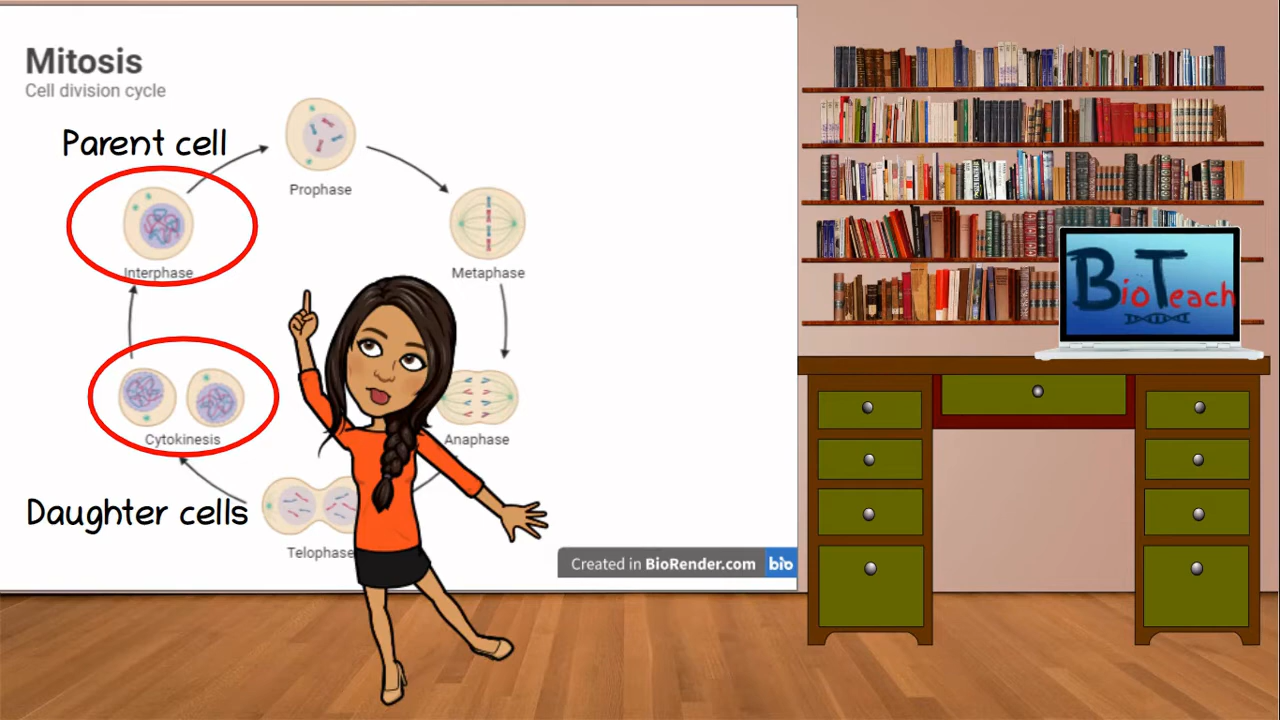 Mitosis
Cell division cycle
Parent cell
Prophase
Interphase
Metaphase
Cytokinesis
Anaphase
Daughter cells
Telophase
Created in BioRender.com bio
BioTeach